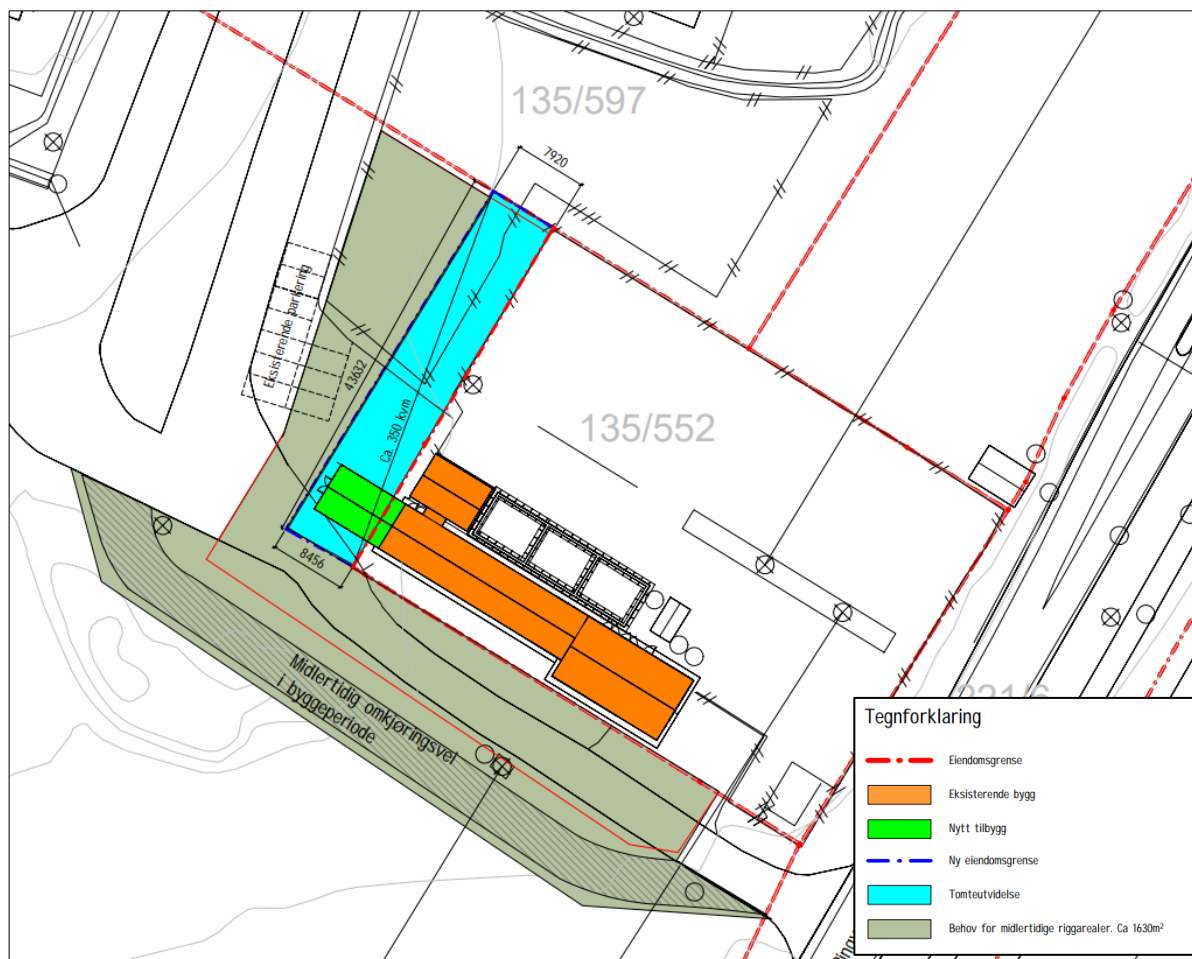 135/597
7920
Eksisterende parkering
43632
Ca. 350 kvm
135/552
8456
Midlertidig omkjøringsvei
i byggeperiode
Tegnforklaring
Eiendomsgrense
Eksisterende bygg
Nytt tilbygg
Ny eiendomsgrense
Tomteutvidelse
Behov for midlertidige riggarealer. Ca 1630m²